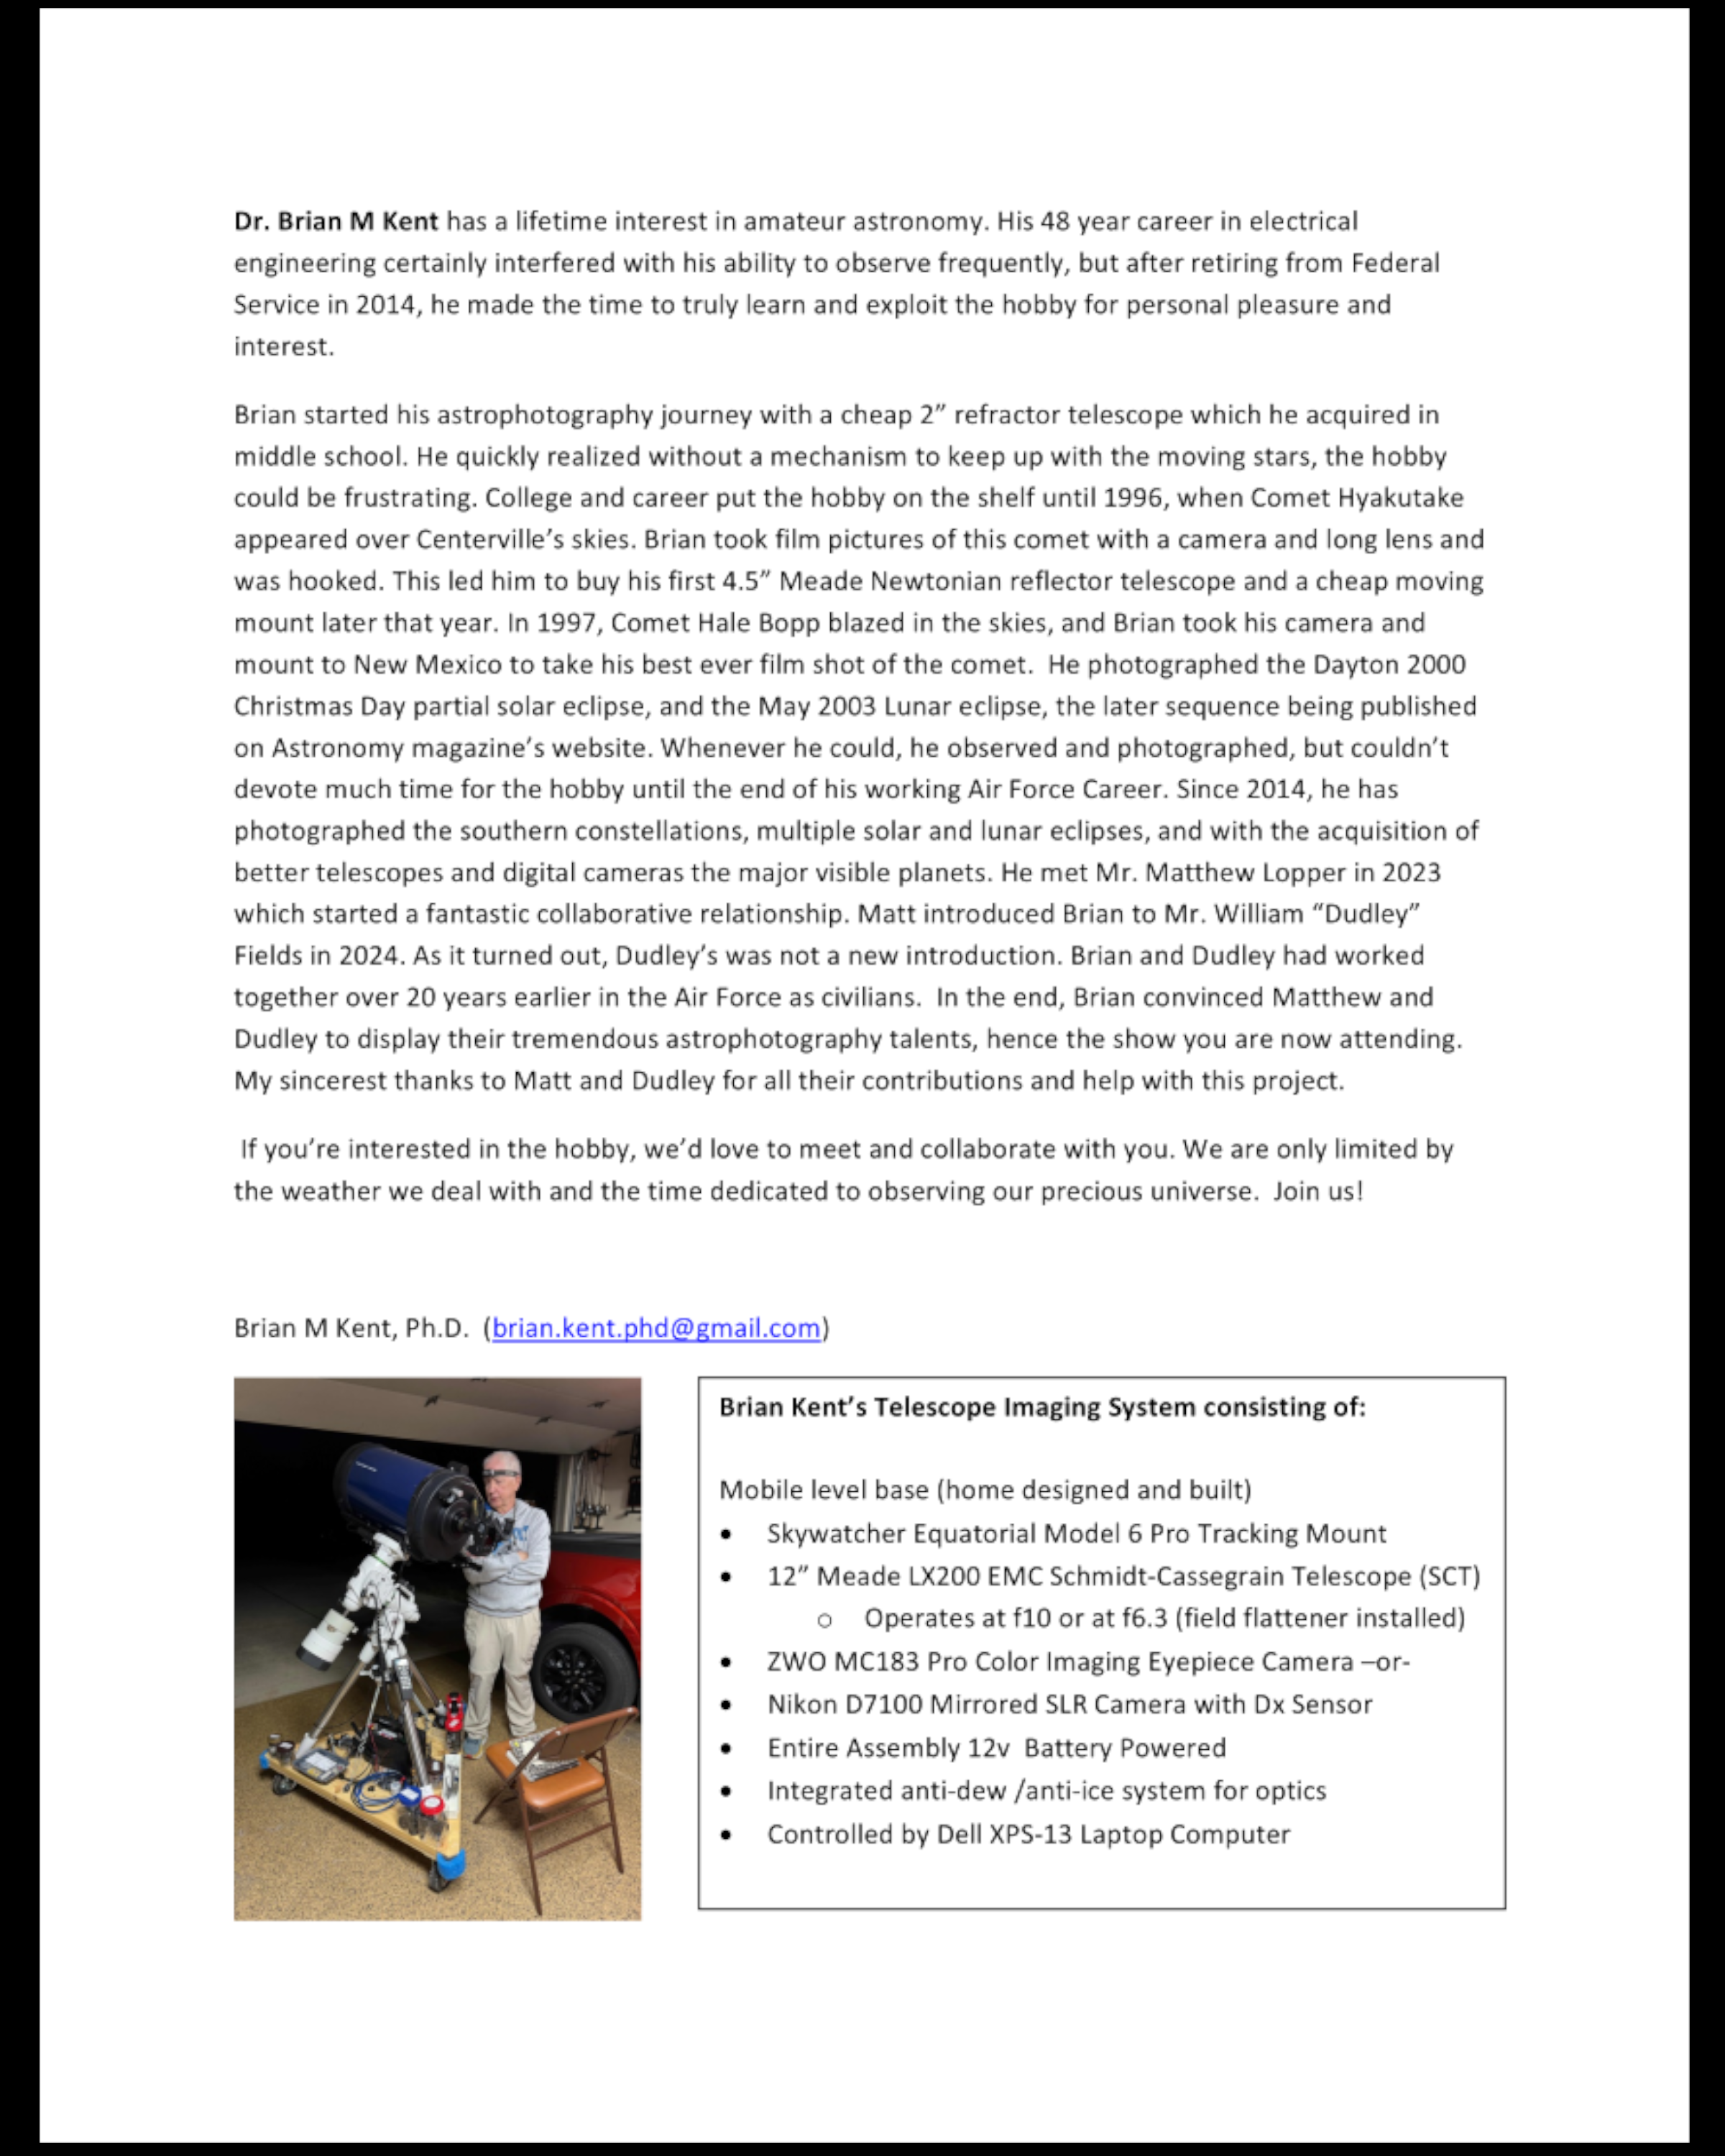 Dr. Brian M Kent has a lifetime interest in amateur astronomy. His 48 year career in electrical
engineering certainly interfered with his ability to observe frequently, but after retiring from Federal
Service in 2014, he made the time to truly learn and exploit the hobby for personal pleasure and
interest.
Brian started his astrophotography journey with a cheap 2” refractor telescope which he acquired in
middle school. He quickly realized without a mechanism to keep up with the moving stars, the hobby
could be frustrating. College and career put the hobby on the shelf until 1996, when Comet Hyakutake
appeared over Centerville’s skies. Brian took film pictures of this comet with a camera and long lens and
was hooked. This led him to buy his first 4.5” Meade Newtonian reflector telescope and a cheap moving
mount later that year. In 1997, Comet Hale Bopp blazed in the skies, and Brian took his camera and
mount to New Mexico to take his best ever film shot of the comet.  He photographed the Dayton 2000
Christmas Day partial solar eclipse, and the May 2003 Lunar eclipse, the later sequence being published
on Astronomy magazine’s website. Whenever he could, he observed and photographed, but couldn’t
devote much time for the hobby until the end of his working Air Force Career. Since 2014, he has
photographed the southern constellations, multiple solar and lunar eclipses, and with the acquisition of
better telescopes and digital cameras the major visible planets. He met Mr. Matthew Lopper in 2023
which started a fantastic collaborative relationship. Matt introduced Brian to Mr. William “Dudley”
Fields in 2024. As it turned out, Dudley’s was not a new introduction. Brian and Dudley had worked
together over 20 years earlier in the Air Force as civilians.  In the end, Brian convinced Matthew and
Dudley to display their tremendous astrophotography talents, hence the show you are now attending.
My sincerest thanks to Matt and Dudley for all their contributions and help with this project.
If you’re interested in the hobby, we’d love to meet and collaborate with you. We are only limited by
the weather we deal with and the time dedicated to observing our precious universe.  Join us!
Brian M Kent, Ph.D.  (brian.kent.phd@gmail.com)
Brian Kent’s Telescope Imaging System consisting of:
Mobile level base (home designed and built)
• Skywatcher Equatorial Model 6 Pro Tracking Mount
• 12” Meade LX200 EMC Schmidt-Cassegrain Telescope (SCT)
o Operates at f10 or at f6.3 (field flattener installed)
• ZWO MC183 Pro Color Imaging Eyepiece Camera –or-
• Nikon D7100 Mirrored SLR Camera with Dx Sensor
• Entire Assembly 12v  Battery Powered
• Integrated anti-dew /anti-ice system for optics
• Controlled by Dell XPS-13 Laptop Computer